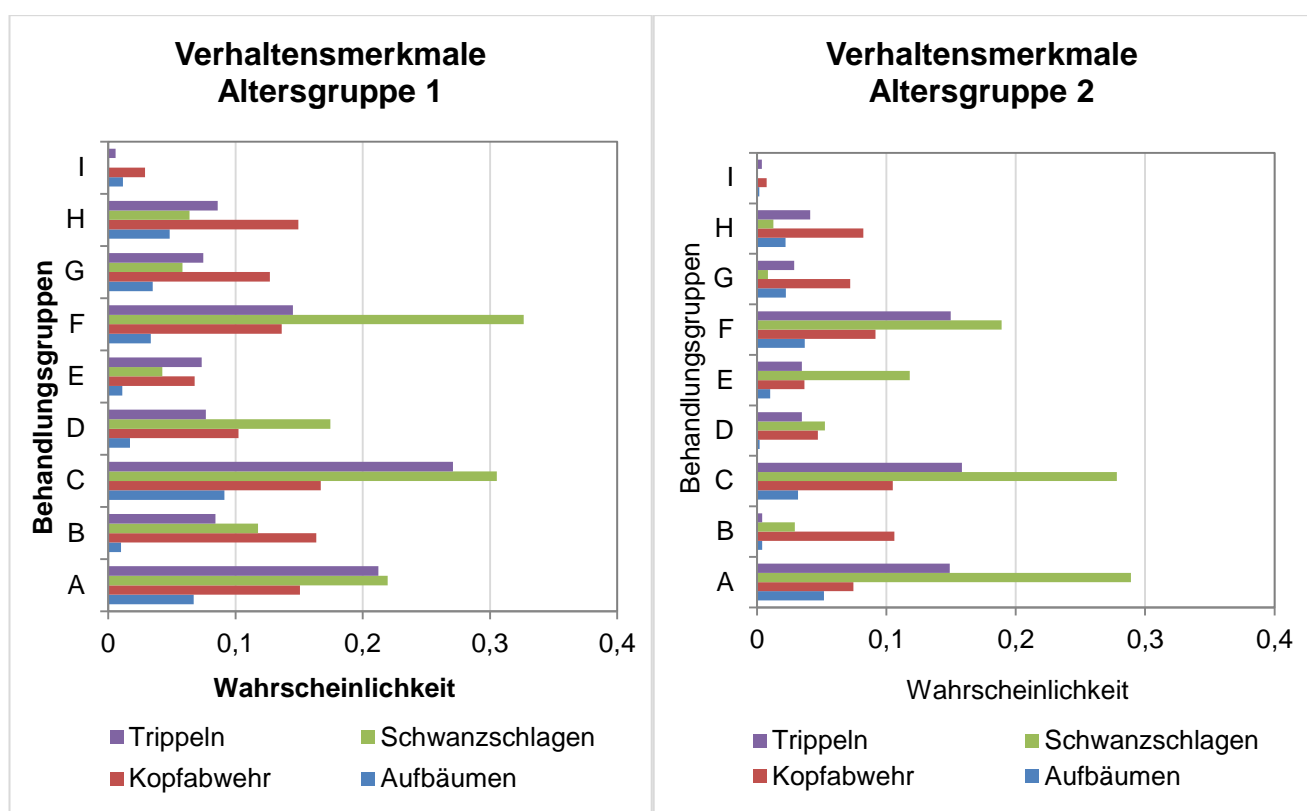 Verhaltensmerkmale
Altersgruppe 1
Behandlungsgruppen
I
H
G
F
E
D
C
B
A
0 0,1 0,2 0,3 0,4
Wahrscheinlichkeit
Trippeln Schwanzschlagen
Kopfabwehr Aufbäumen
Verhaltensmerkmale
Altersgruppe 2
Behandlungsgruppen
I
H
G
F
E
D
C
B
A
0 0,1 0,2 0,3 0,4
Wahrscheinlichkeit
Trippeln Schwanzschlagen
Kopfabwehr Aufbäumen